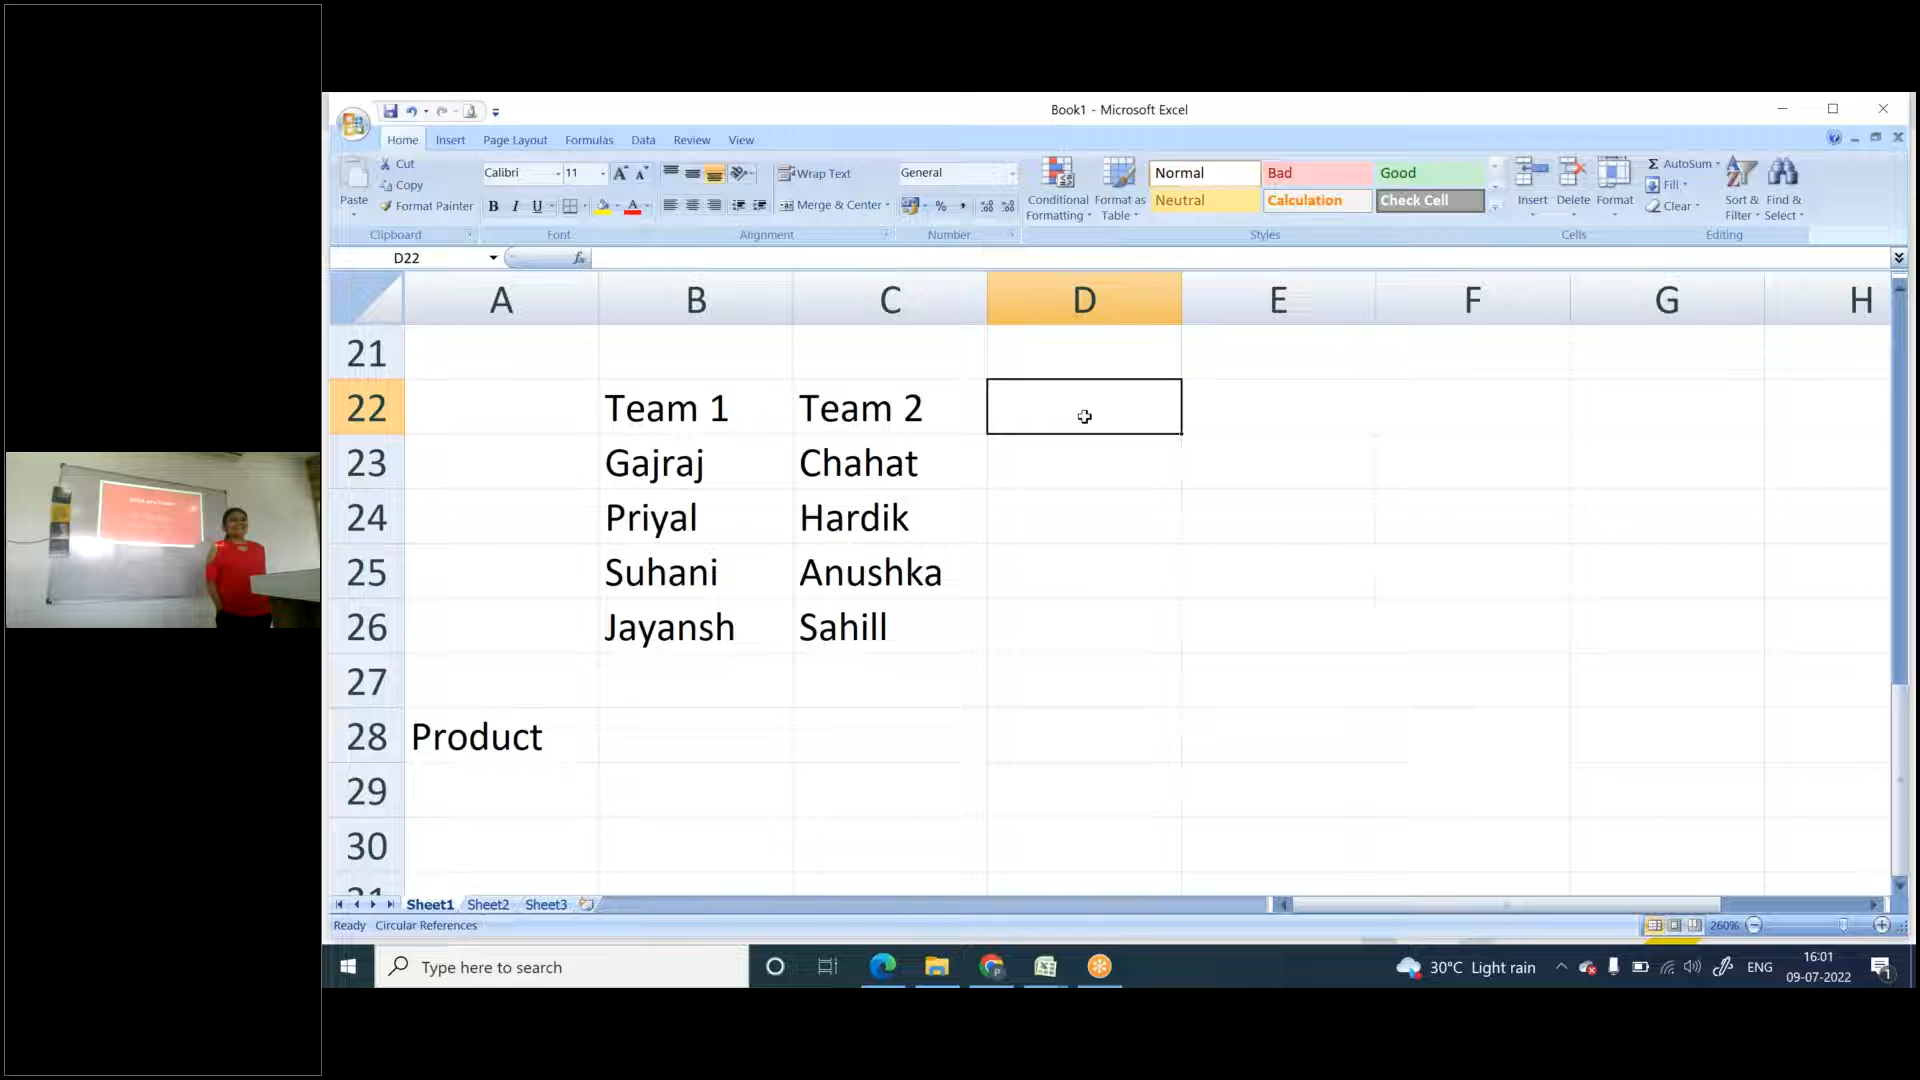 Book1 - Microsoft Excel
Home Insert Page Layout Formulas Data Review View
Paste
Cut
Copy
Format Painter
Clipboard
Calibri 11
B I U
Font
Wrap Text
Merge & Center
Alignment
General
%
Number
Conditional Formatting
Format as Table
Normal Bad Good
Neutral Calculation Check Cell
Styles
Insert Delete Format
Cells
Σ AutoSum
Fill
Clear
Sort & Filter
Find & Select
Editing
D22
fx
A B C D E F G H
21
22 Team 1 Team 2
23 Gajraj Chahat
24 Priyal Hardik
25 Suhani Anushka
26 Jayansh Sahill
27
28 Product
29
30
31
Sheet1 Sheet2 Sheet3
Ready Circular References
260%
Type here to search
30°C Light rain
ENG
16:01
09-07-2022
1